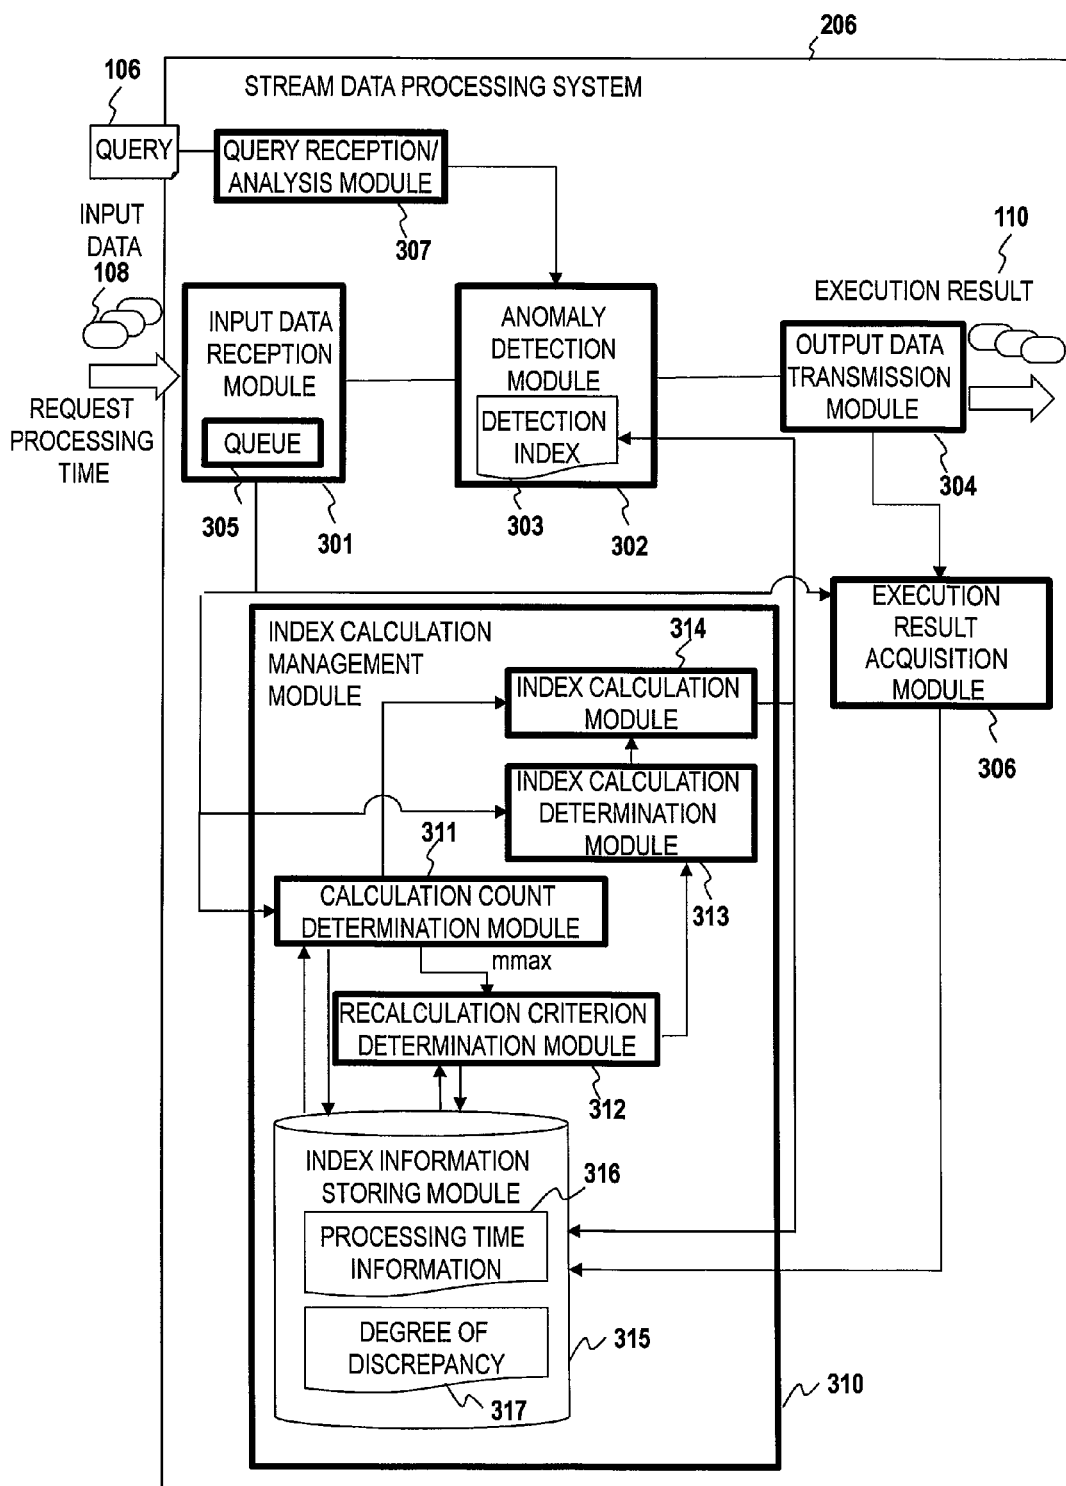 206
STREAM DATA PROCESSING SYSTEM
106
QUERY
QUERY RECEPTION/
ANALYSIS MODULE
307
INPUT
DATA
108
REQUEST
PROCESSING
TIME
INPUT DATA
RECEPTION
MODULE
QUEUE
305
301
ANOMALY
DETECTION
MODULE
DETECTION
INDEX
303
302
110
EXECUTION RESULT
OUTPUT DATA
TRANSMISSION
MODULE
304
EXECUTION
RESULT
ACQUISITION
MODULE
306
INDEX CALCULATION
MANAGEMENT
MODULE
314
INDEX CALCULATION
MODULE
INDEX CALCULATION
DETERMINATION
MODULE
313
311
CALCULATION COUNT
DETERMINATION MODULE
mmax
RECALCULATION CRITERION
DETERMINATION MODULE
312
INDEX INFORMATION
STORING MODULE
316
PROCESSING TIME
INFORMATION
DEGREE OF
DISCREPANCY
317
315
310